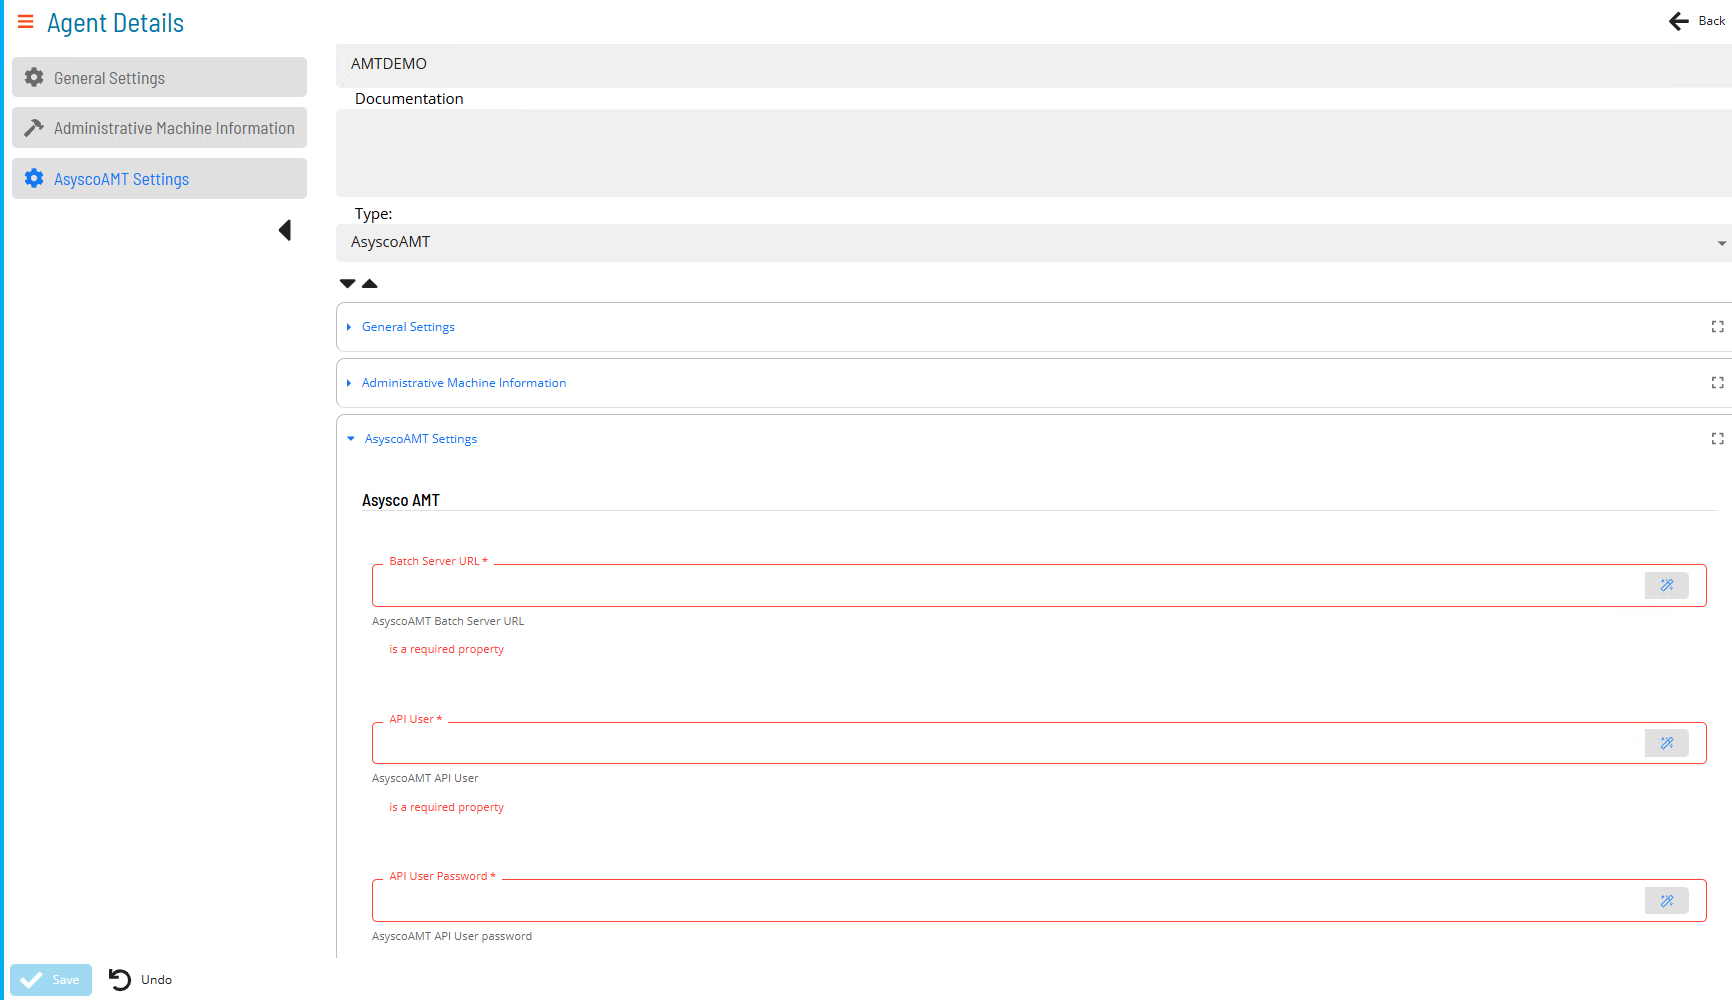 Agent Details
Back
General Settings
Administrative Machine Information
AsyscoAMT Settings
AMTDEMO
Documentation
Type:
AsyscoAMT
General Settings
Administrative Machine Information
AsyscoAMT Settings
Asysco AMT
Batch Server URL *
AsyscoAMT Batch Server URL
is a required property
API User *
AsyscoAMT API User
is a required property
API User Password *
AsyscoAMT API User password
Save
Undo